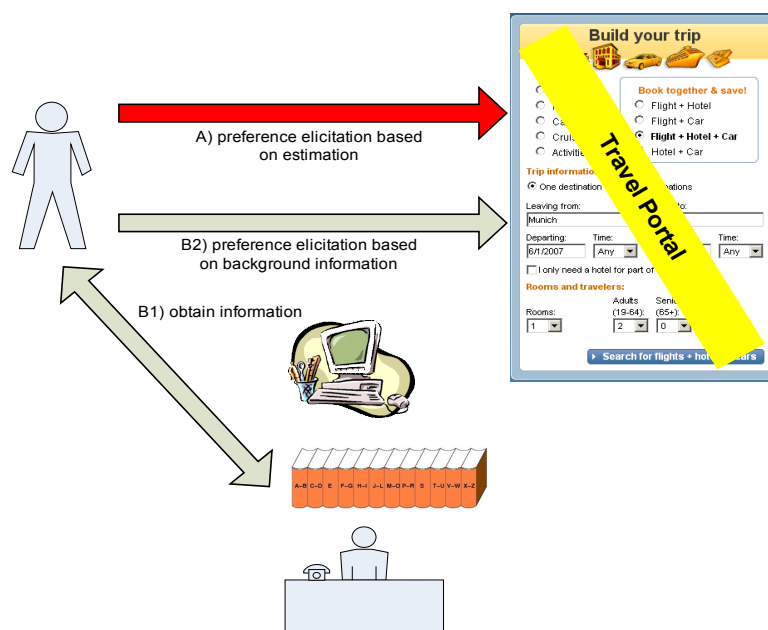 Build your trip
Book together & save!
Flight + Hotel
Flight + Car
Flight + Hotel + Car
Hotel + Car
Activities
Trip information
One destination
Leaving from:
Munich
Departing:
Time:
Time:
6/1/2007
Any
Any
I only need a hotel for part of
Rooms and travelers:
Adults
Rooms:
(19-64):
(65+):
1
2
0
Search for flights +
Travel Portal
A) preference elicitation based
on estimation
B2) preference elicitation based
on background information
B1) obtain information
A-B C-D E F-G H-I J-L M-O P-R S T-U V-W X-Z